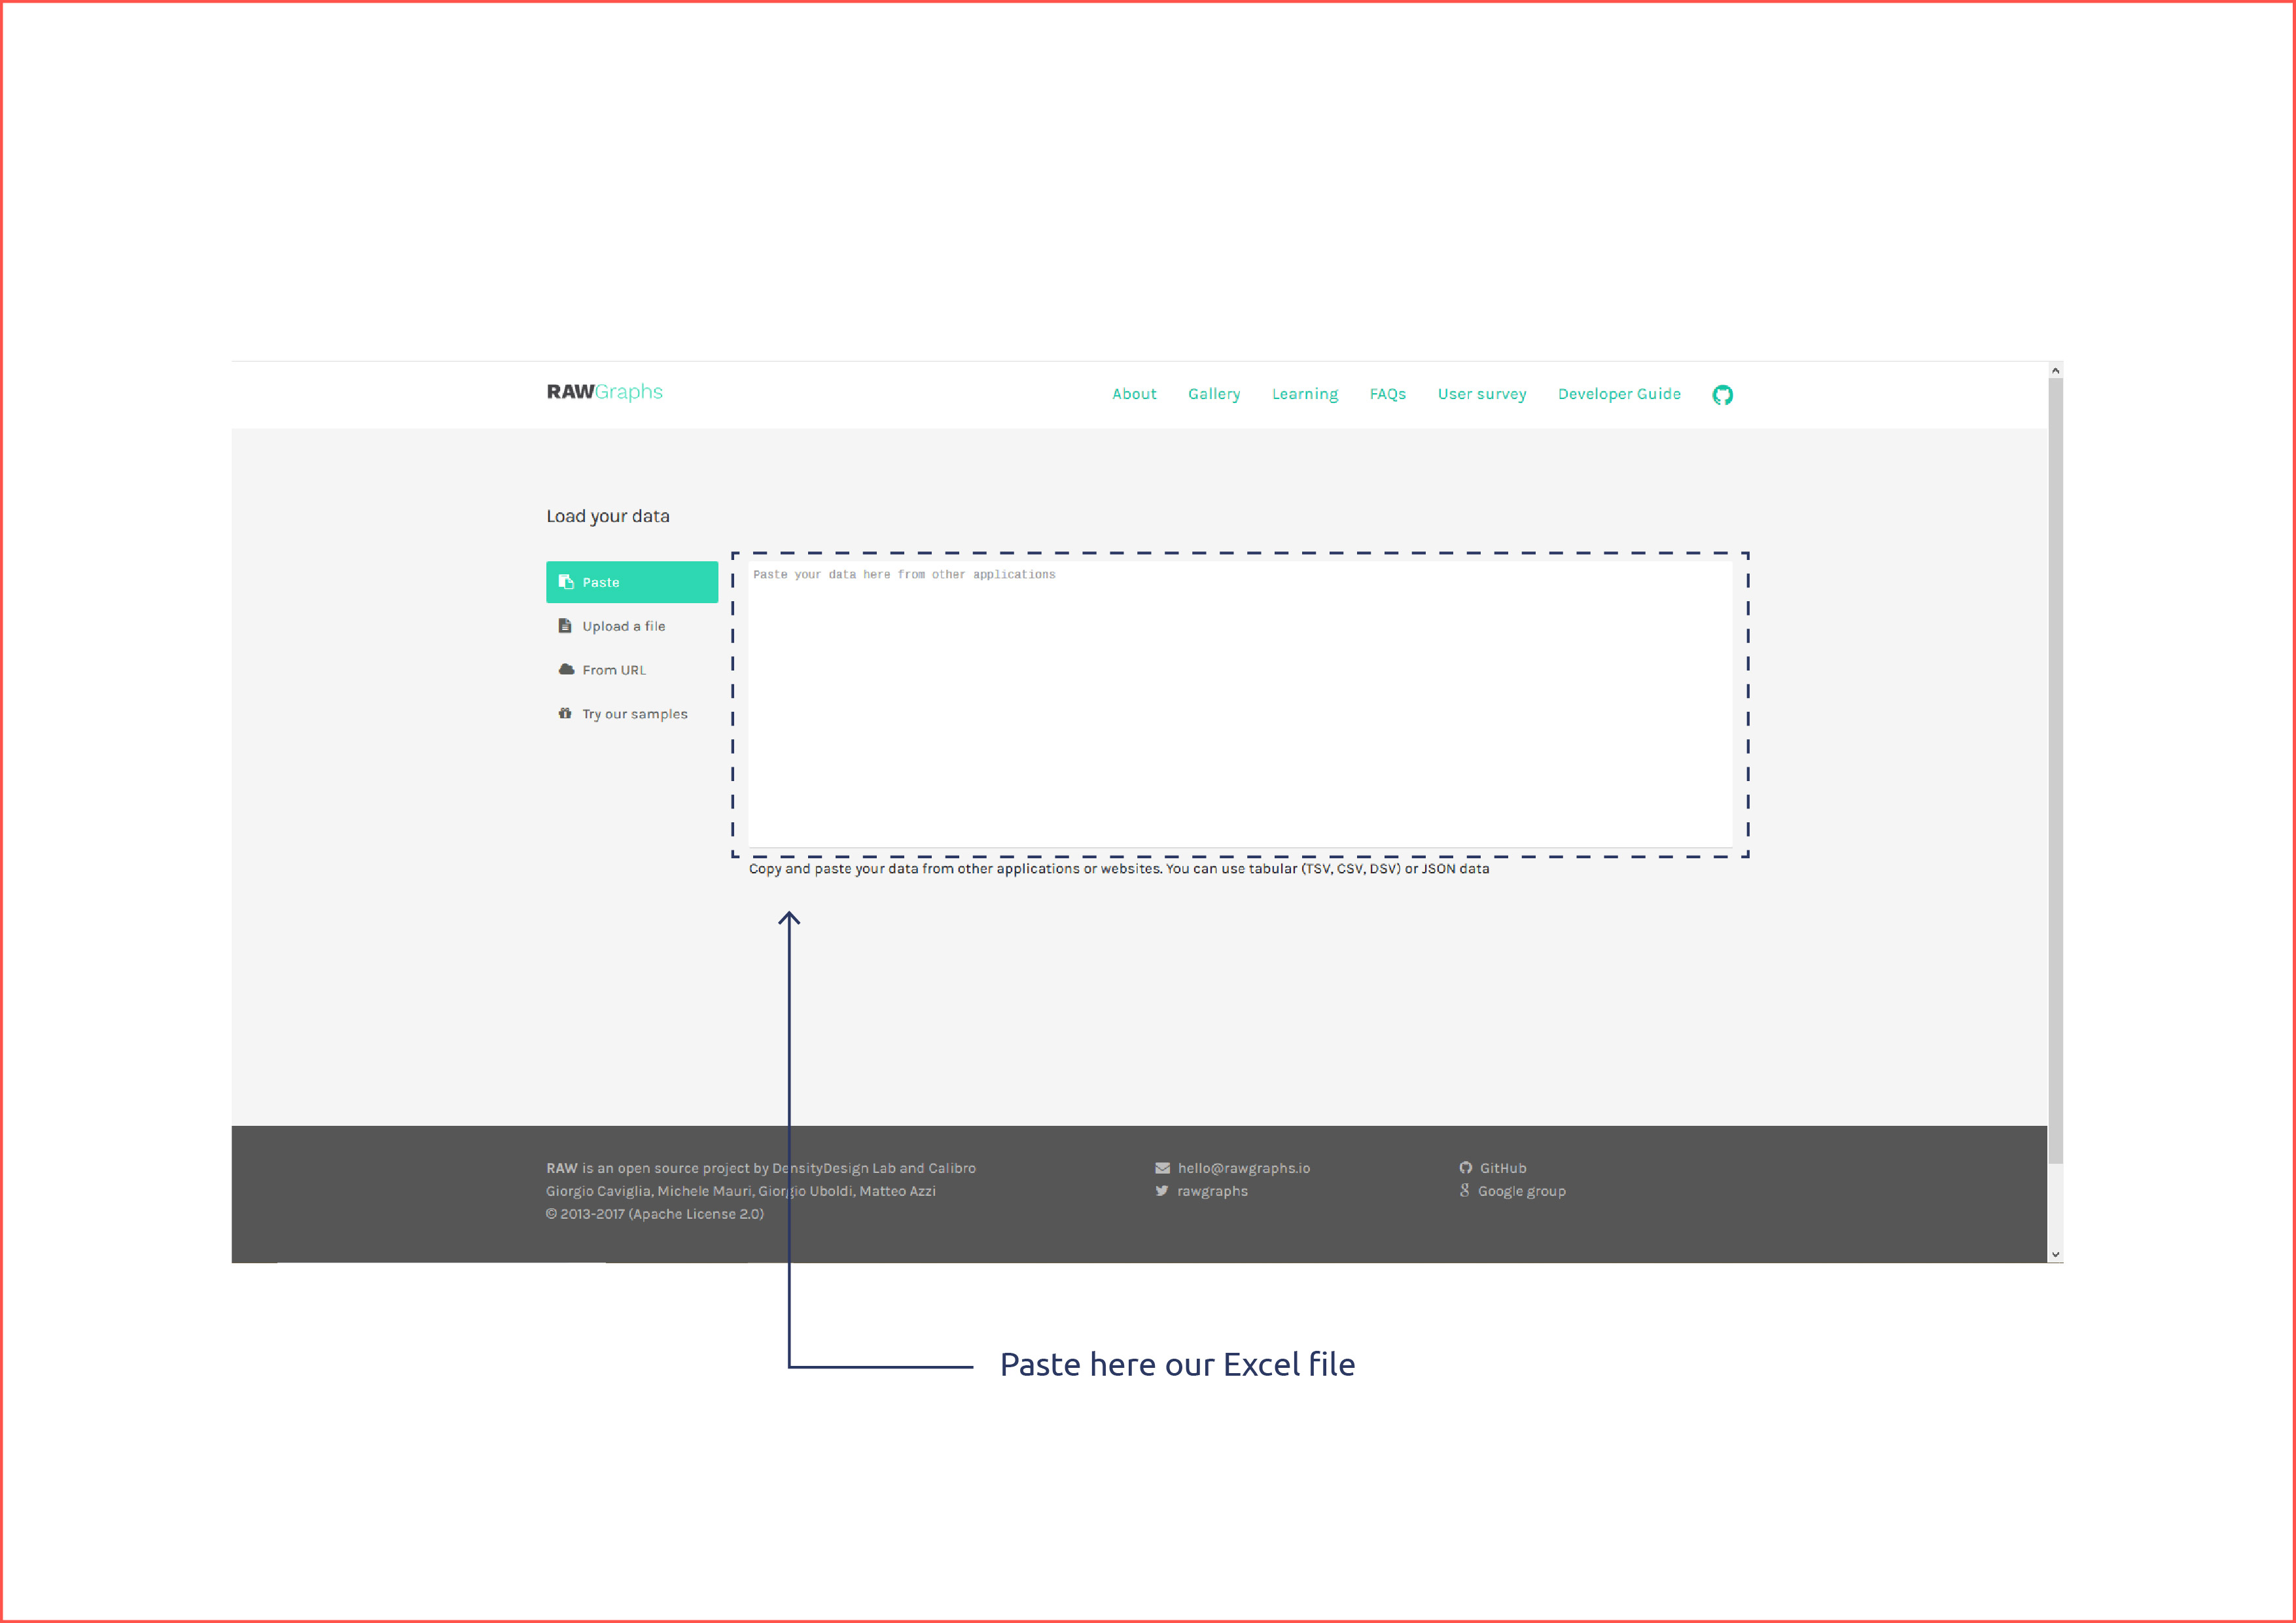 RAWGraphs
About Gallery Learning FAQs User survey Developer Guide
Load your data
Paste
Upload a file
From URL
Try our samples
Paste your data here from other applications
Copy and paste your data from other applications or websites. You can use tabular (TSV, CSV, DSV) or JSON data
RAW is an open source project by DensityDesign Lab and Calibro
Giorgio Caviglia, Michele Mauri, Giorgio Uboldi, Matteo Azzi
© 2013-2017 (Apache License 2.0)
hello@rawgraphs.io
rawgraphs
GitHub
Google group
Paste here our Excel file